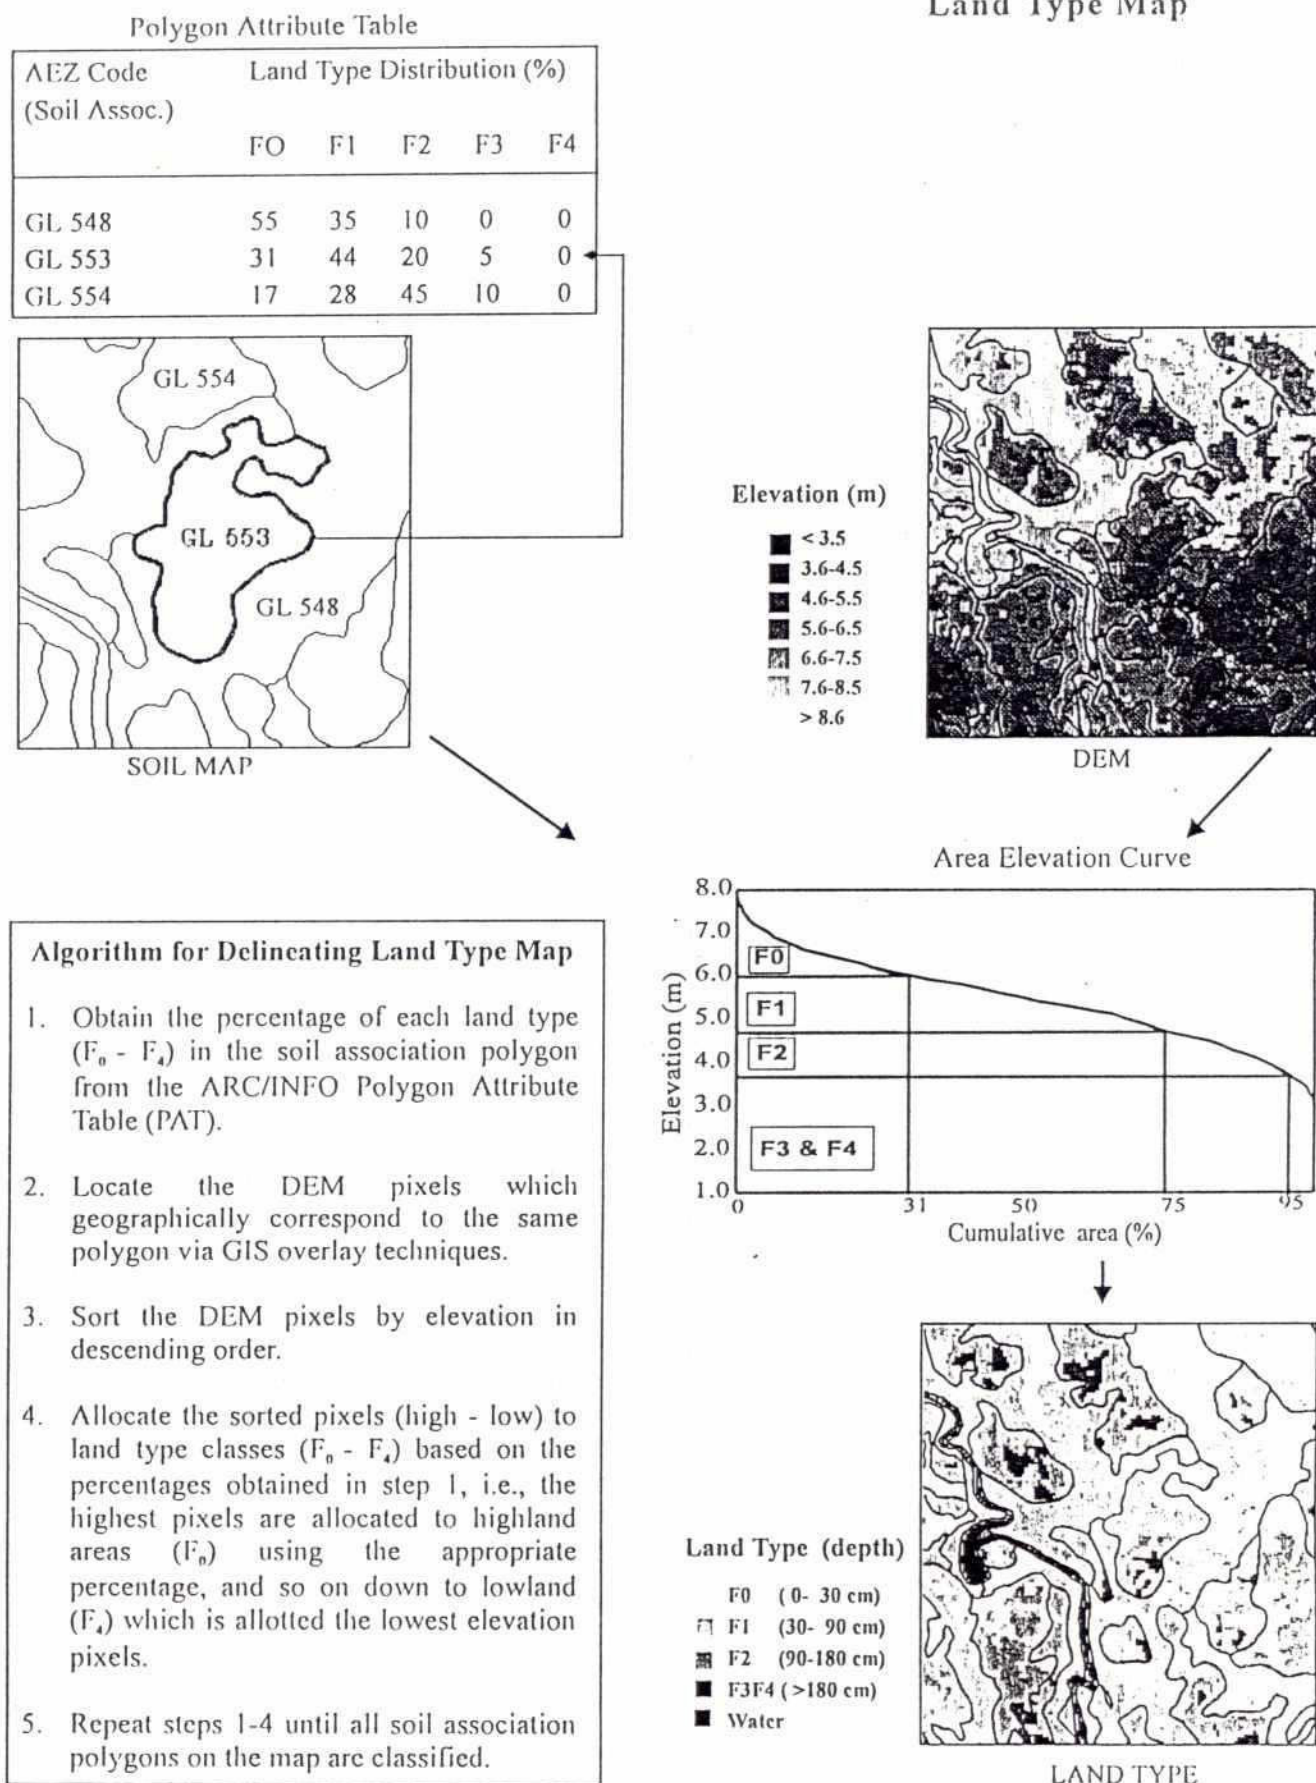 Land Type Map
Polygon Attribute Table
AEZ Code Land Type Distribution (%)
(Soil Assoc.)
FO F1 F2 F3 F4
GL 548 55 35 10 0 0
GL 553 31 44 20 5 0
GL 554 17 28 45 10 0
GL 554
GL 553
GL 548
SOIL MAP
Elevation (m)
< 3.5
3.6-4.5
4.6-5.5
5.6-6.5
6.6-7.5
7.6-8.5
> 8.6
DEM
Algorithm for Delineating Land Type Map
1. Obtain the percentage of each land type
(F₀ - F₄) in the soil association polygon
from the ARC/INFO Polygon Attribute
Table (PAT).
2. Locate the DEM pixels which
geographically correspond to the same
polygon via GIS overlay techniques.
3. Sort the DEM pixels by elevation in
descending order.
4. Allocate the sorted pixels (high - low) to
land type classes (F₀ - F₄) based on the
percentages obtained in step 1, i.e., the
highest pixels are allocated to highland
areas (F₀) using the appropriate
percentage, and so on down to lowland
(F₄) which is allotted the lowest elevation
pixels.
5. Repeat steps 1-4 until all soil association
polygons on the map are classified.
Area Elevation Curve
Elevation (m)
8.0
7.0
6.0
5.0
4.0
3.0
2.0
1.0
F0
F1
F2
F3 & F4
0 31 50 75 95
Cumulative area (%)
Land Type (depth)
F0 ( 0- 30 cm)
F1 (30- 90 cm)
F2 (90-180 cm)
F3F4 ( >180 cm)
Water
LAND TYPE